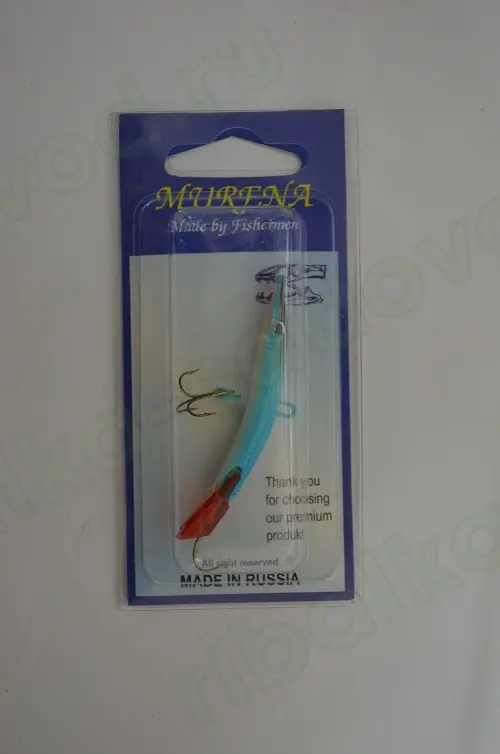 MURENA
Made by Fishermen
Thank you
for choosing
our premium
produkt
All right reserved
MADE IN RUSSIA